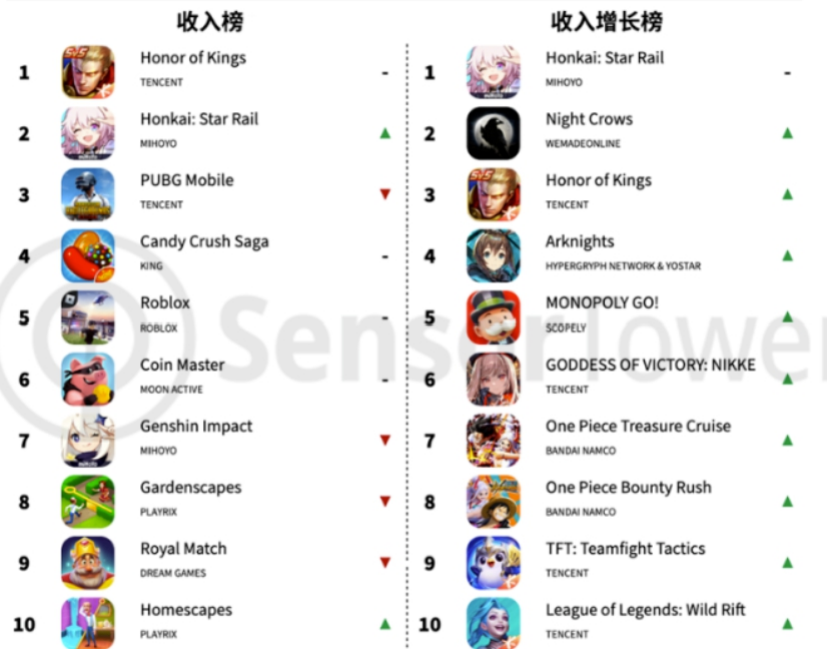 收入榜
1
Honor of Kings
TENCENT
-
2
Honkai: Star Rail
MIHOYO
▲
3
PUBG Mobile
TENCENT
▼
4
Candy Crush Saga
KING
-
5
Roblox
ROBLOX
-
6
Coin Master
MOON ACTIVE
-
7
Genshin Impact
MIHOYO
▼
8
Gardenscapes
PLAYRIX
▼
9
Royal Match
DREAM GAMES
▼
10
Homescapes
PLAYRIX
▲
收入增长榜
1
Honkai: Star Rail
MIHOYO
-
2
Night Crows
WEMADEONLINE
▲
3
Honor of Kings
TENCENT
▲
4
Arknights
HYPERGRYPH NETWORK & YOSTAR
▲
5
MONOPOLY GO!
SCOPELY
▲
6
GODDESS OF VICTORY: NIKKE
TENCENT
▲
7
One Piece Treasure Cruise
BANDAI NAMCO
▲
8
One Piece Bounty Rush
BANDAI NAMCO
▲
9
TFT: Teamfight Tactics
TENCENT
▲
10
League of Legends: Wild Rift
TENCENT
▲
SensorTower